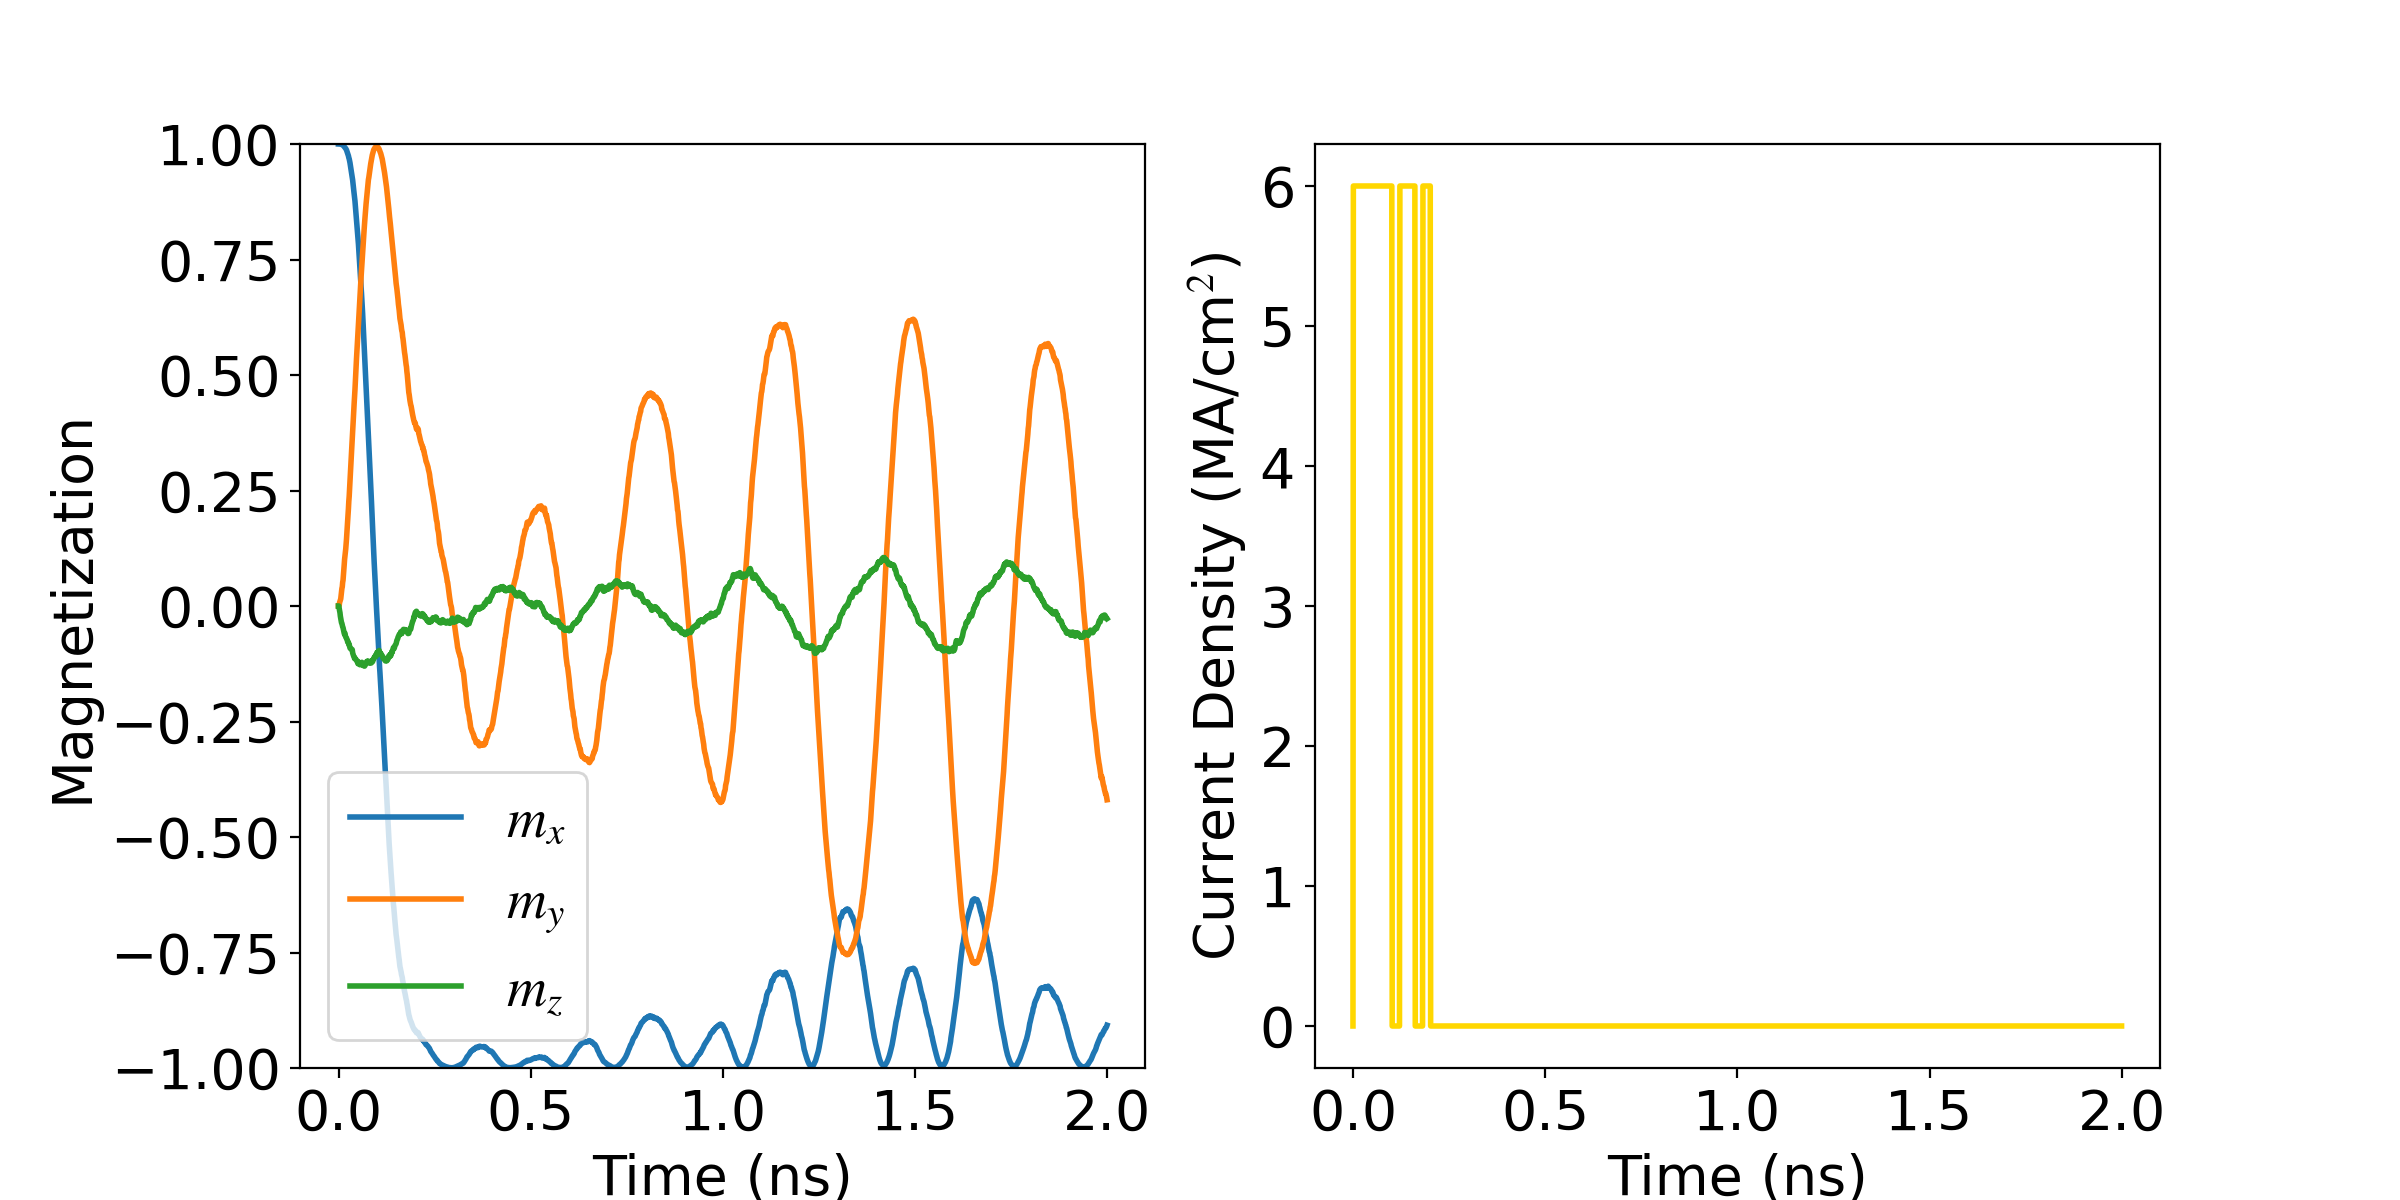 1.00
0.75
0.50
0.25
0.00
−0.25
−0.50
−0.75
−1.00
Magnetization
0.0 0.5 1.0 1.5 2.0
Time (ns)
m_x
m_y
m_z
6
5
4
3
2
1
0
Current Density (MA/cm²)
0.0 0.5 1.0 1.5 2.0
Time (ns)